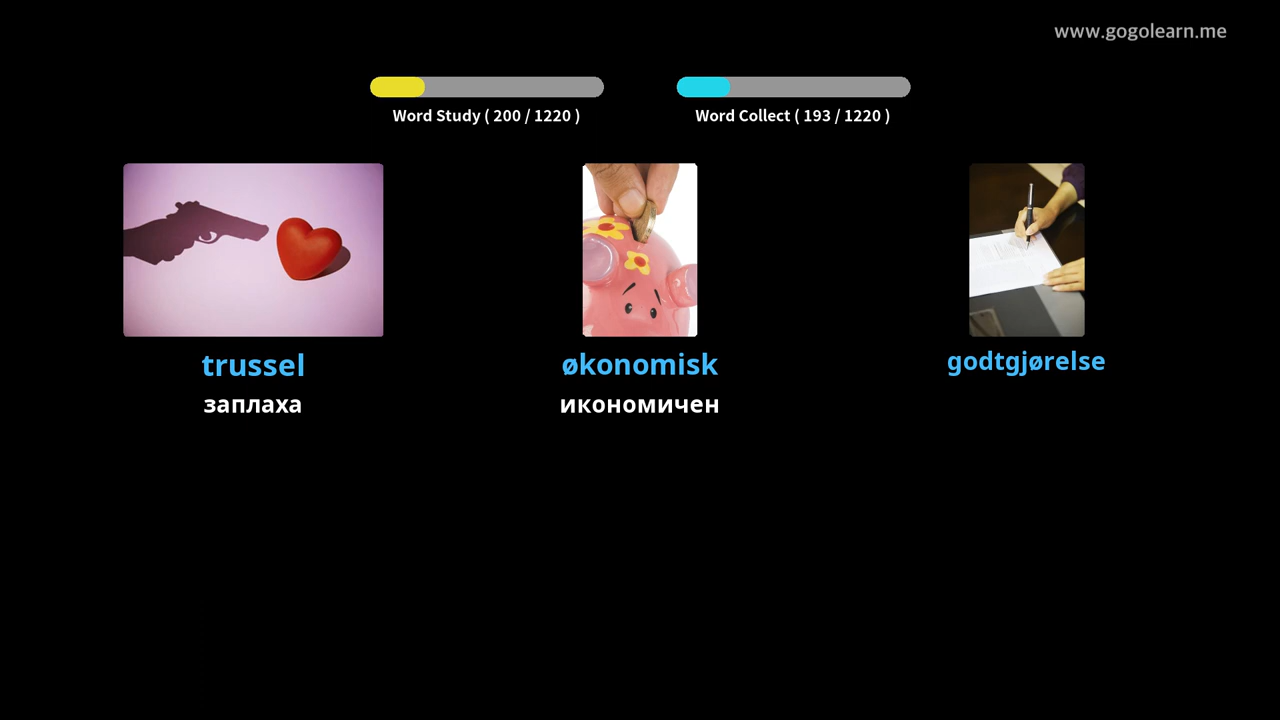 www.gogolearn.me
Word Study ( 200 / 1220 )
Word Collect ( 193 / 1220 )
trussel
økonomisk
godtgjørelse
заплаха
икономичен